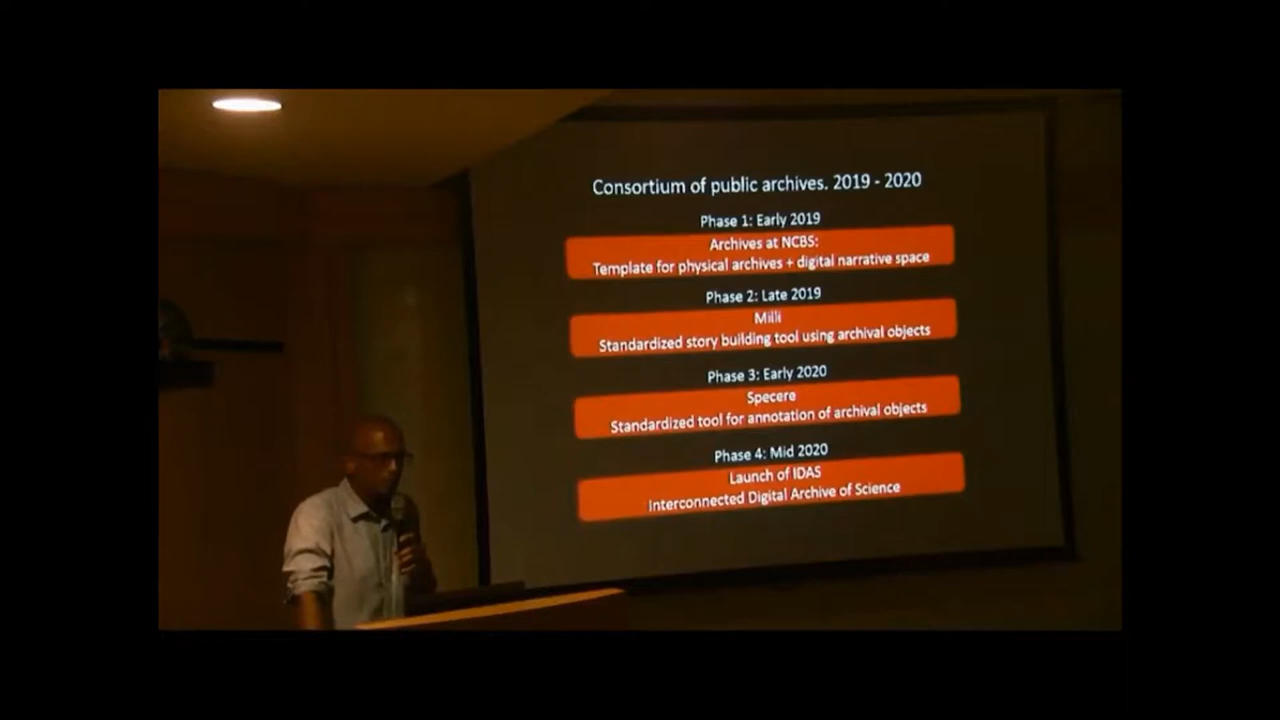 Consortium of public archives. 2019 - 2020
Phase 1: Early 2019
Archives at NCBS:
Template for physical archives + digital narrative space
Phase 2: Late 2019
Milli
Standardized story building tool using archival objects
Phase 3: Early 2020
Specere
Standardized tool for annotation of archival objects
Phase 4: Mid 2020
Launch of IDAS
Interconnected Digital Archive of Science